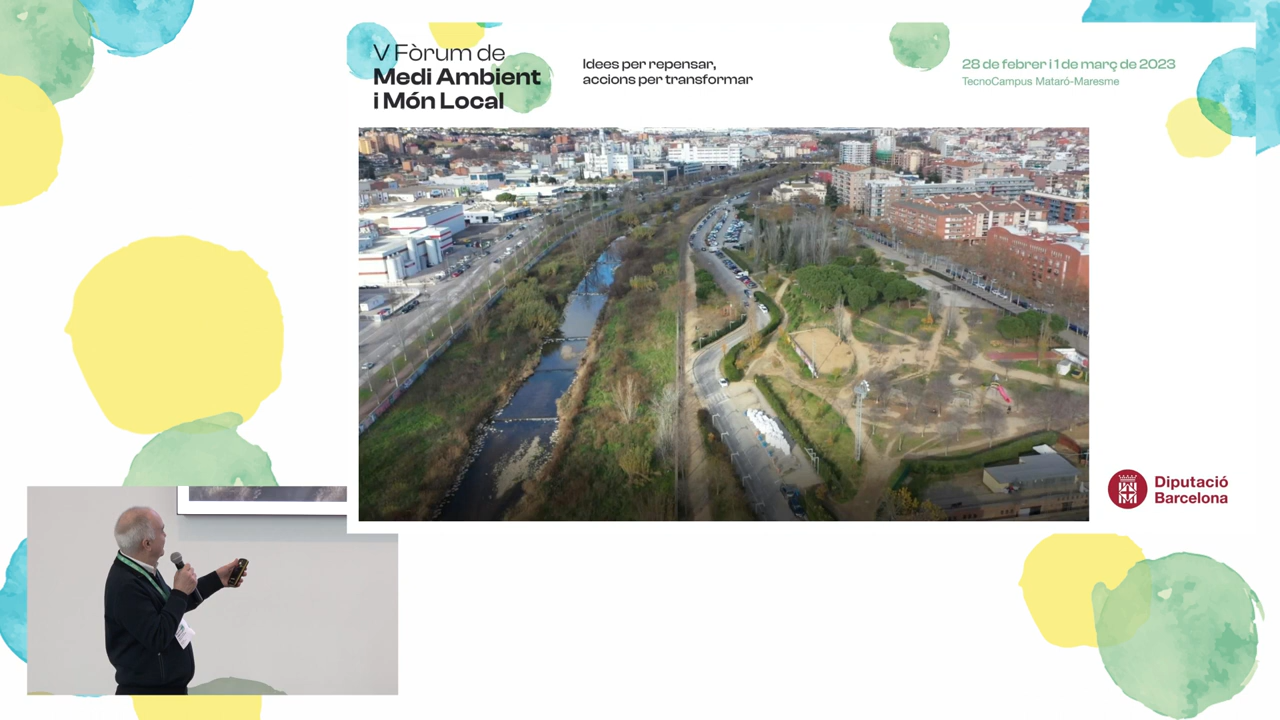 V Fòrum de
Medi Ambient
i Món Local
Idees per repensar,
accions per transformar
28 de febrer i 1 de març de 2023
TecnoCampus Mataró-Maresme
Diputació
Barcelona